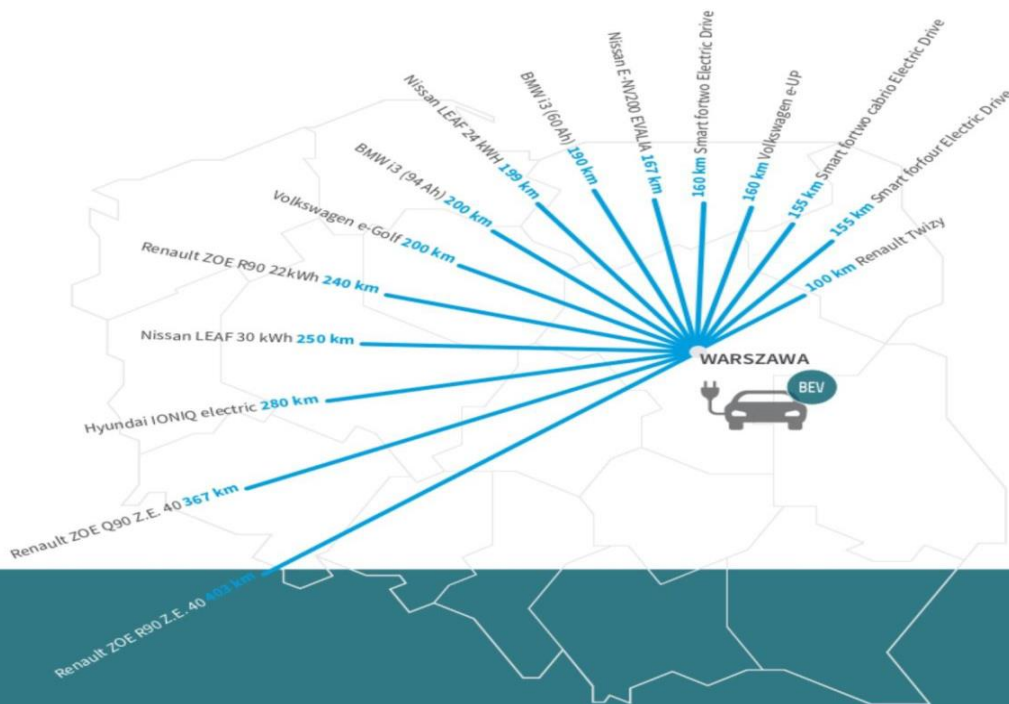 Renault ZOE R90 Z.E. 40 403 km
Renault ZOE Q90 Z.E. 40 367 km
Hyundai IONIQ electric 280 km
Nissan LEAF 30 kWh 250 km
Renault ZOE R90 22kWh 240 km
Volkswagen e-Golf 200 km
BMW i3 (94 Ah) 200 km
Nissan LEAF 24 kWH 199 km
BMW i3 (60 Ah) 190 km
Nissan E-NV200 EVALIA 167 km
160 km Smart fortwo Electric Drive
160 km Volkswagen e-UP
155 km Smart fortwo cabrio Electric Drive
155 km Smart forfour Electric Drive
100 km Renault Twizy
WARSZAWA
BEV